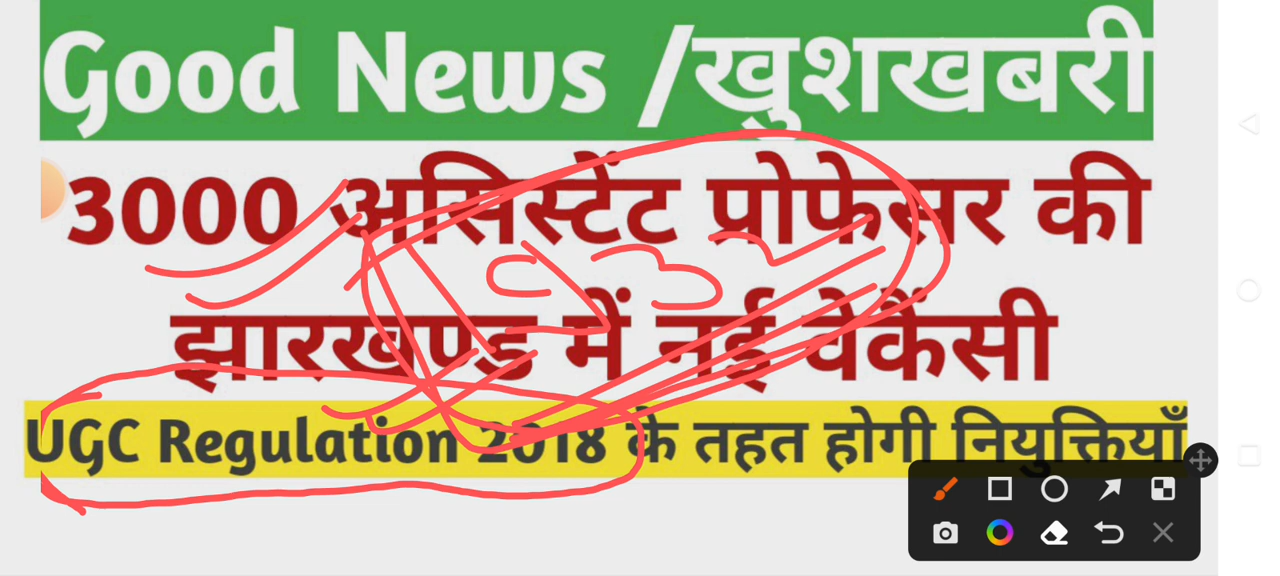 Good News /खुशखबरी
3000 असिस्टेंट प्रोफेसर की
झारखण्ड में नई वेकेंसी
UGC Regulation 2018 के तहत होगी नियुक्तियाँ